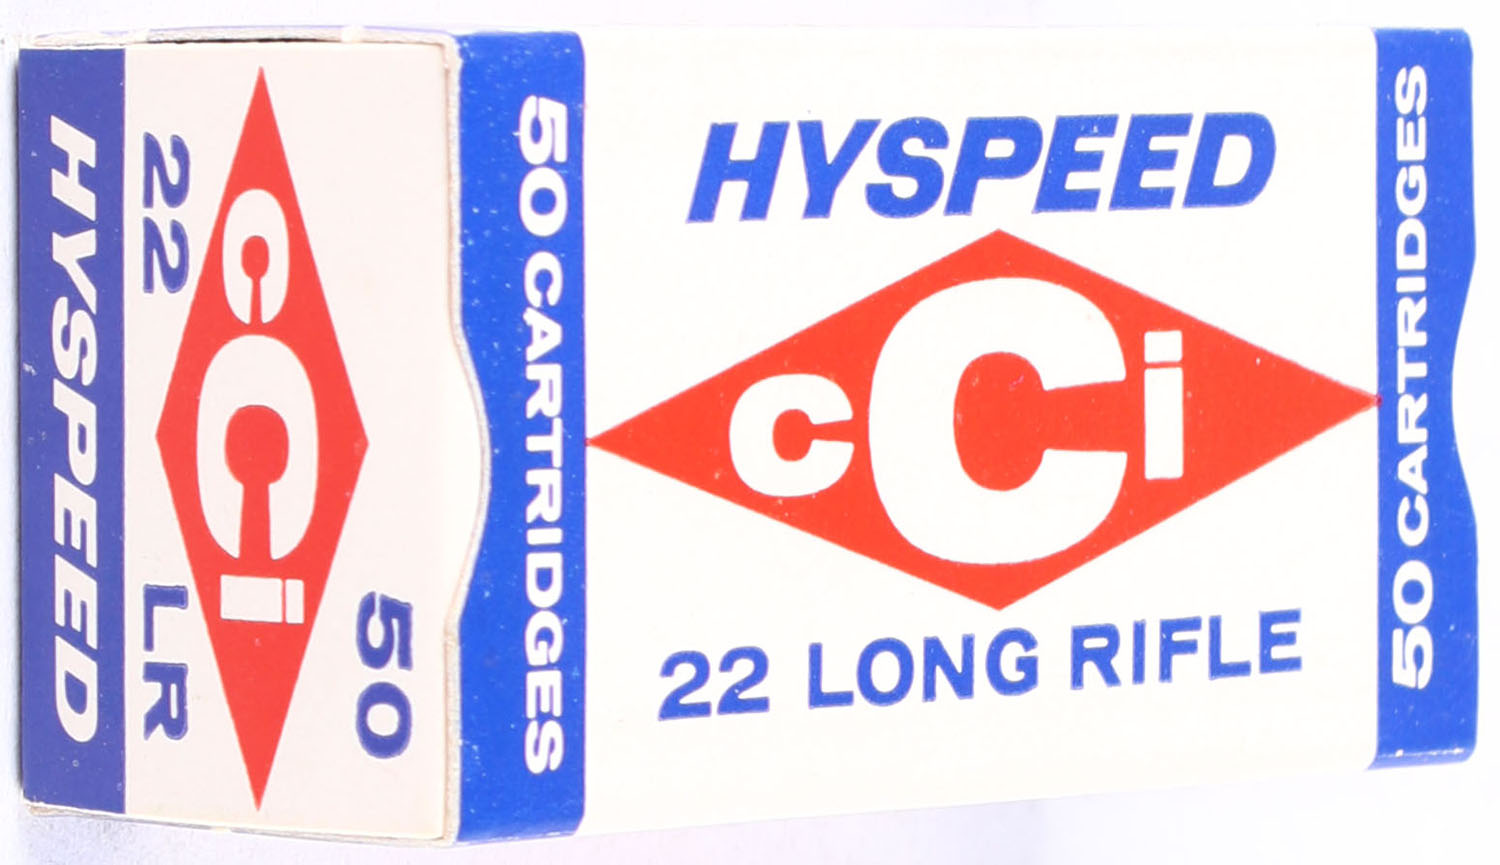 HYSPEED
22 LR
cCi
50
50 CARTRIDGES
HYSPEED
cCi
22 LONG RIFLE
50 CARTRIDGES